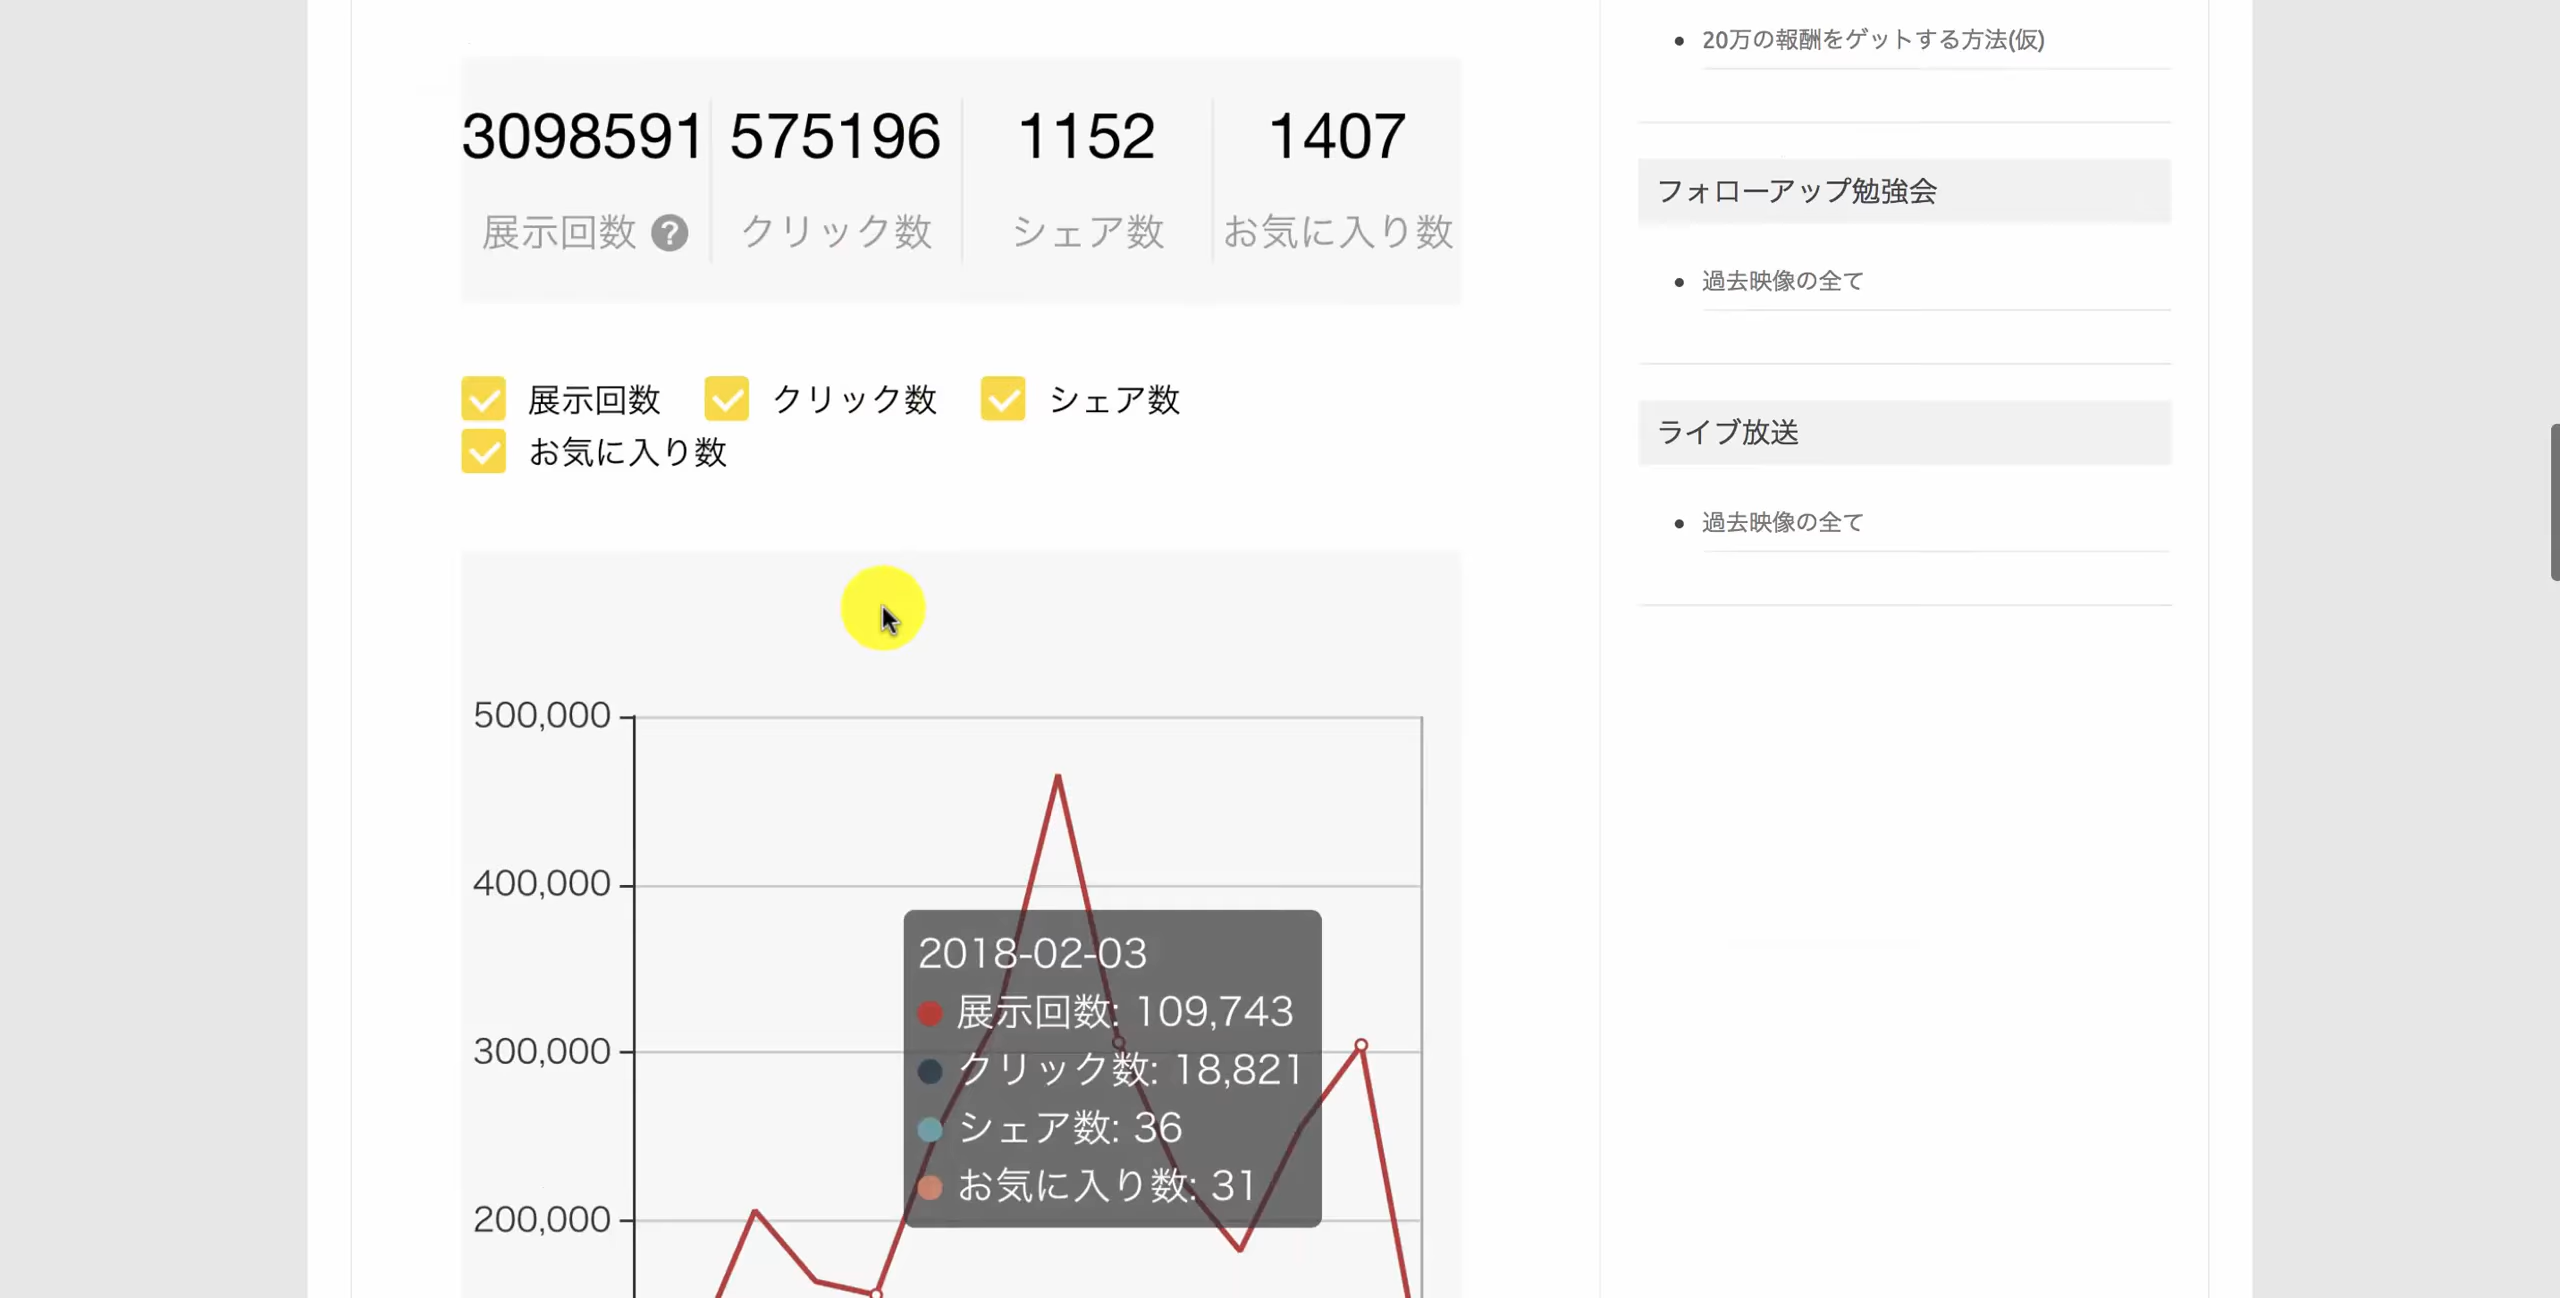 3098591 575196 1152 1407
展示回数 ? クリック数 シェア数 お気に入り数
展示回数 クリック数 シェア数
お気に入り数
500,000
400,000
300,000
200,000
2018-02-03
展示回数: 109,743
クリック数: 18,821
シェア数: 36
お気に入り数: 31
20万の報酬をゲットする方法(仮)
フォローアップ勉強会
過去映像の全て
ライブ放送
過去映像の全て